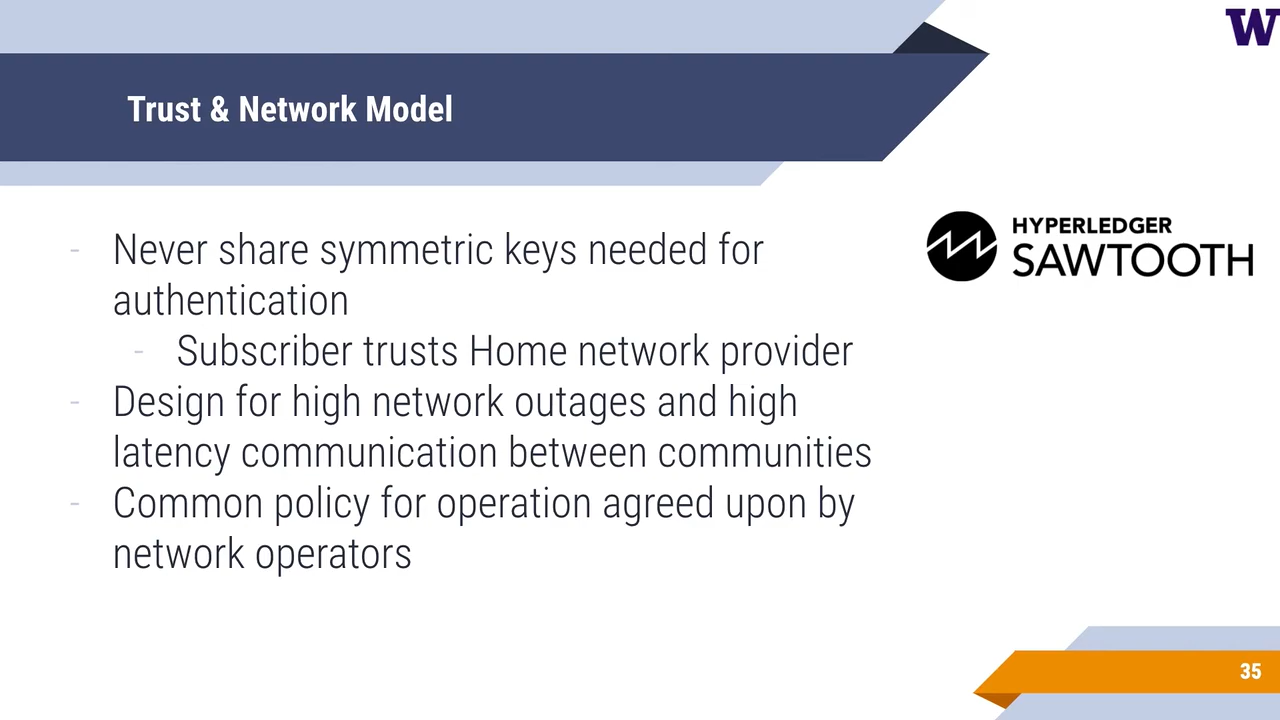 W
Trust & Network Model
HYPERLEDGER
SAWTOOTH
- Never share symmetric keys needed for
authentication
- Subscriber trusts Home network provider
- Design for high network outages and high
latency communication between communities
- Common policy for operation agreed upon by
network operators
35